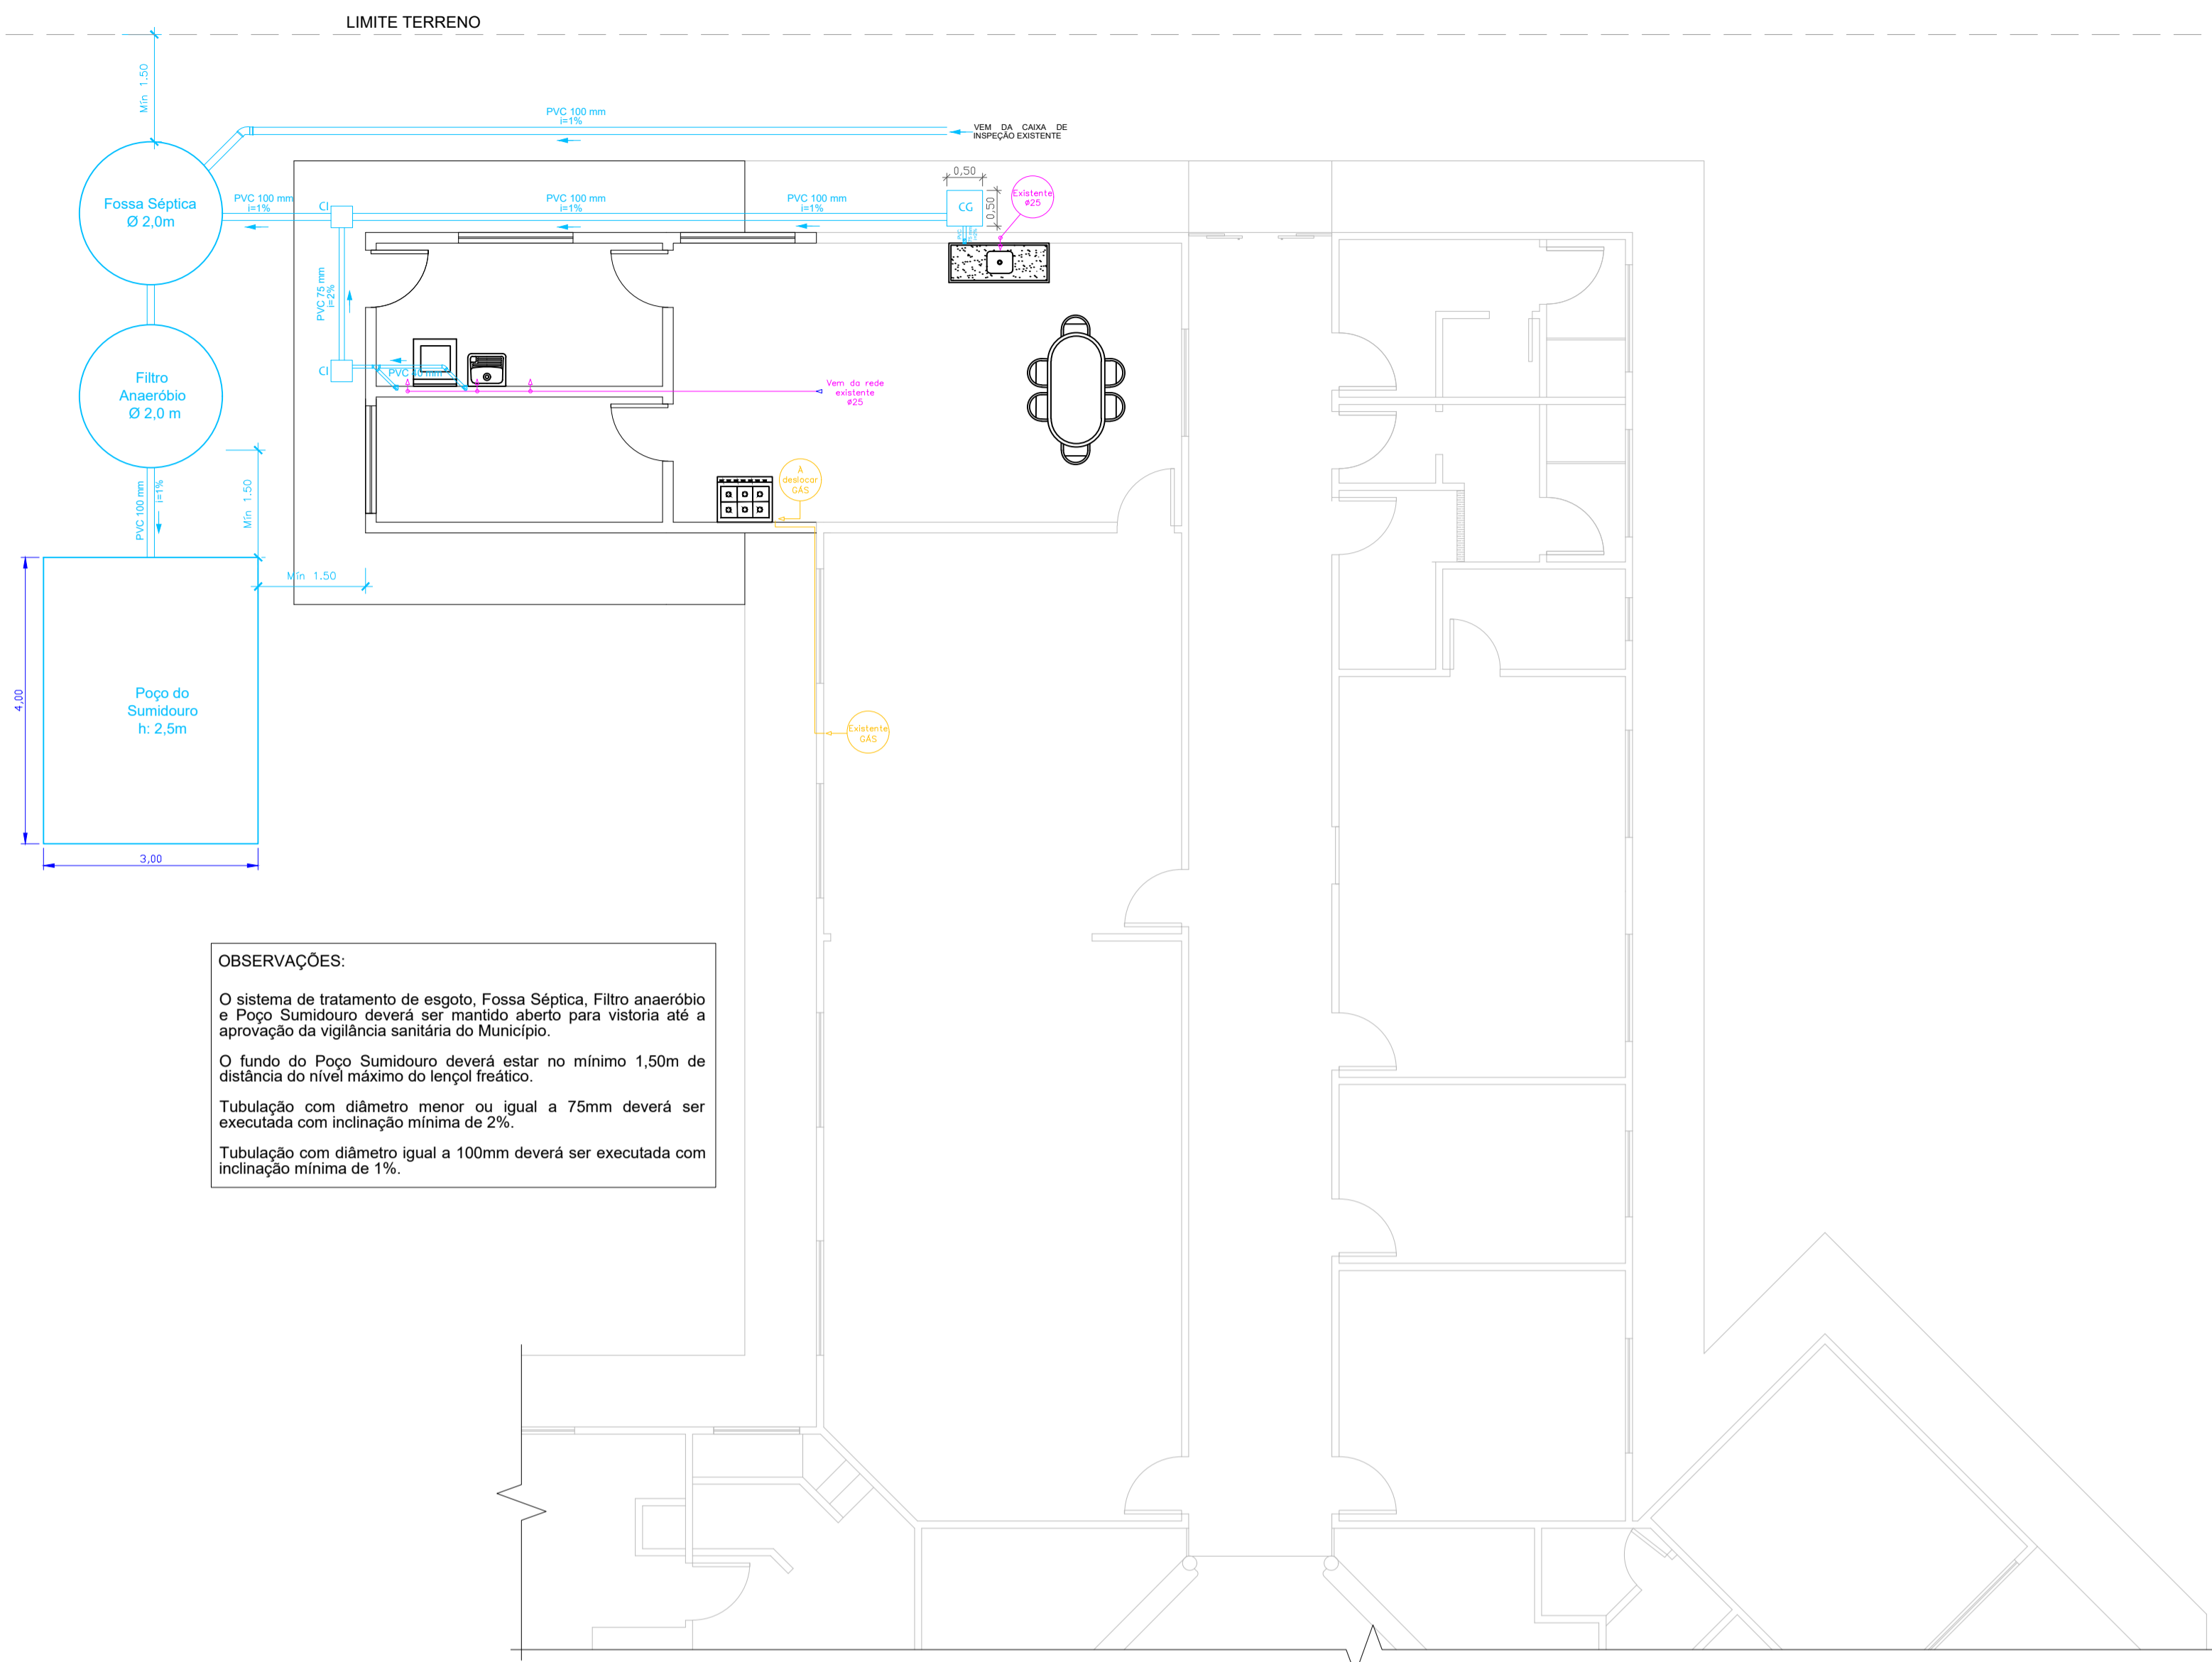 LIMITE TERRENO
Mín 1.50
PVC 100 mm
i=1%
VEM DA CAIXA DE
INSPEÇÃO EXISTENTE
Fossa Séptica
Ø 2,0m
PVC 100 mm
i=1%
CI
PVC 100 mm
i=1%
PVC 100 mm
i=1%
0,50
CG
0,50
Existente
ø25
PVC 75 mm
i=2%
CI
PVC 40 mm
Vem da rede
existente
ø25
Filtro
Anaeróbio
Ø 2,0 m
À
deslocar
GÁS
PVC 100 mm
i=1%
Mín 1.50
Mín 1.50
Existente
GÁS
4,00
Poço do
Sumidouro
h: 2,5m
3,00
OBSERVAÇÕES:
O sistema de tratamento de esgoto, Fossa Séptica, Filtro anaeróbio
e Poço Sumidouro deverá ser mantido aberto para vistoria até a
aprovação da vigilância sanitária do Município.
O fundo do Poço Sumidouro deverá estar no mínimo 1,50m de
distância do nível máximo do lençol freático.
Tubulação com diâmetro menor ou igual a 75mm deverá ser
executada com inclinação mínima de 2%.
Tubulação com diâmetro igual a 100mm deverá ser executada com
inclinação mínima de 1%.